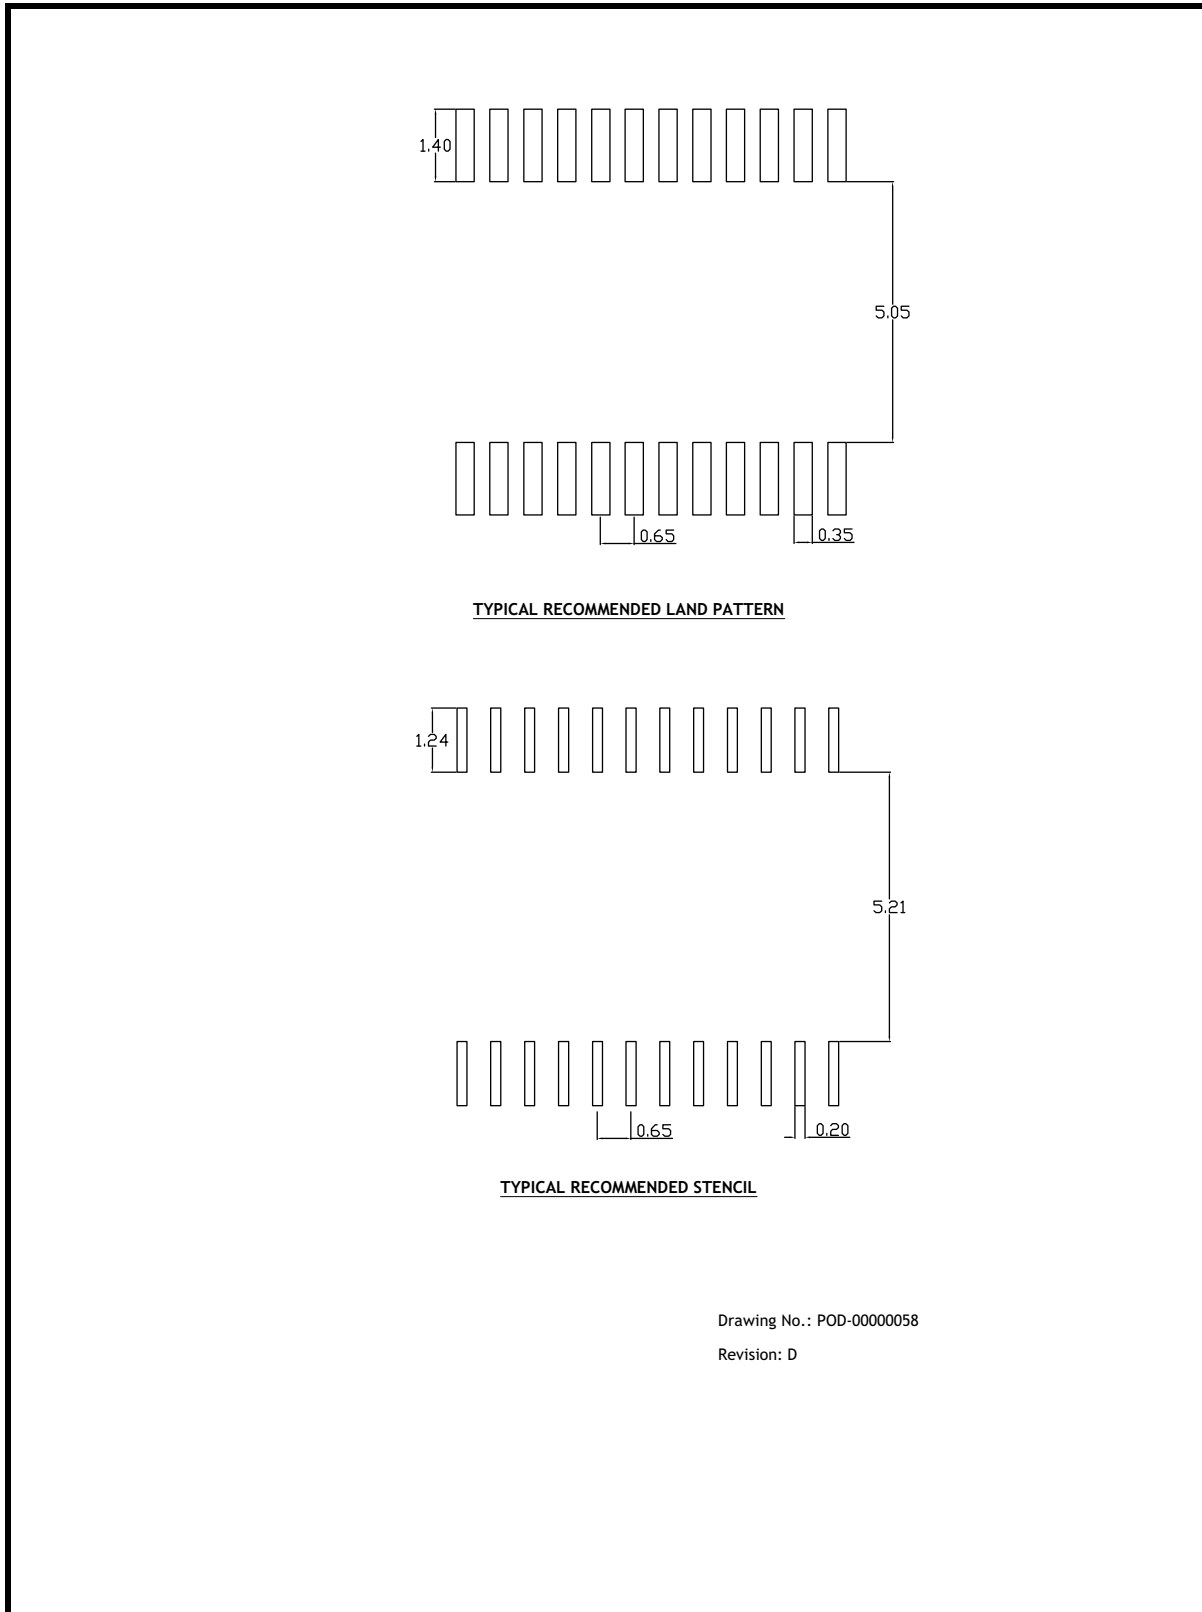 1.40
5.05
0.65
0.35
TYPICAL RECOMMENDED LAND PATTERN
1.24
5.21
0.65
0.20
TYPICAL RECOMMENDED STENCIL
Drawing No.: POD-00000058
Revision: D